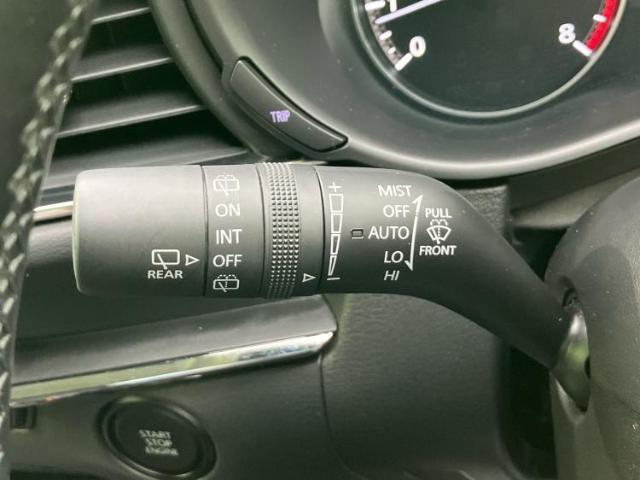 0
8
TRIP
MIST
OFF
AUTO
LO
HI
PULL
FRONT
ON
INT
OFF
REAR
+
−
START
STOP
ENGINE